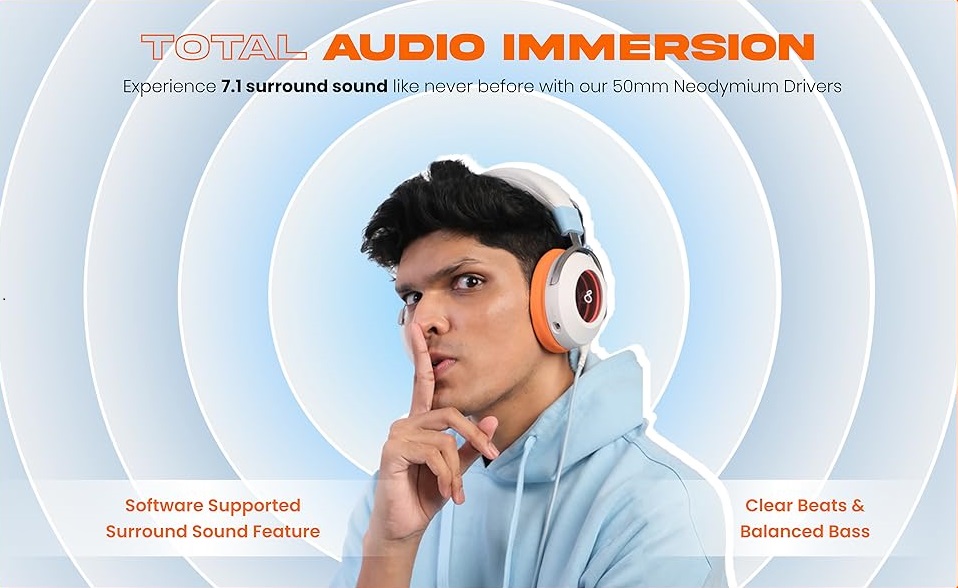 TOTAL AUDIO IMMERSION
Experience 7.1 surround sound like never before with our 50mm Neodymium Drivers
Software Supported
Surround Sound Feature
Clear Beats &
Balanced Bass